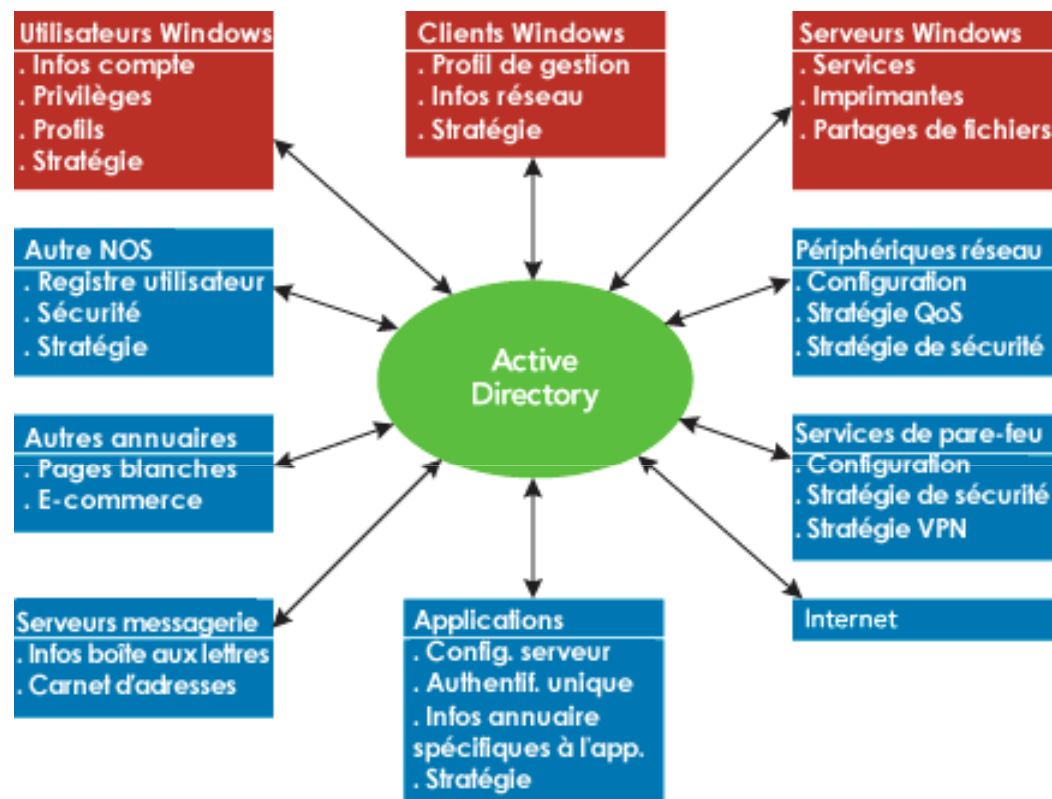 Utilisateurs Windows
. Infos compte
. Privilèges
. Profils
. Stratégie
Clients Windows
. Profil de gestion
. Infos réseau
. Stratégie
Serveurs Windows
. Services
. Imprimantes
. Partages de fichiers
Autre NOS
. Registre utilisateur
. Sécurité
. Stratégie
Active
Directory
Périphériques réseau
. Configuration
. Stratégie QoS
. Stratégie de sécurité
Autres annuaires
. Pages blanches
. E-commerce
Services de pare-feu
. Configuration
. Stratégie de sécurité
. Stratégie VPN
Serveurs messagerie
. Infos boîte aux lettres
. Carnet d'adresses
Applications
. Config. serveur
. Authentif. unique
. Infos annuaire
spécifiques à l'app.
. Stratégie
Internet